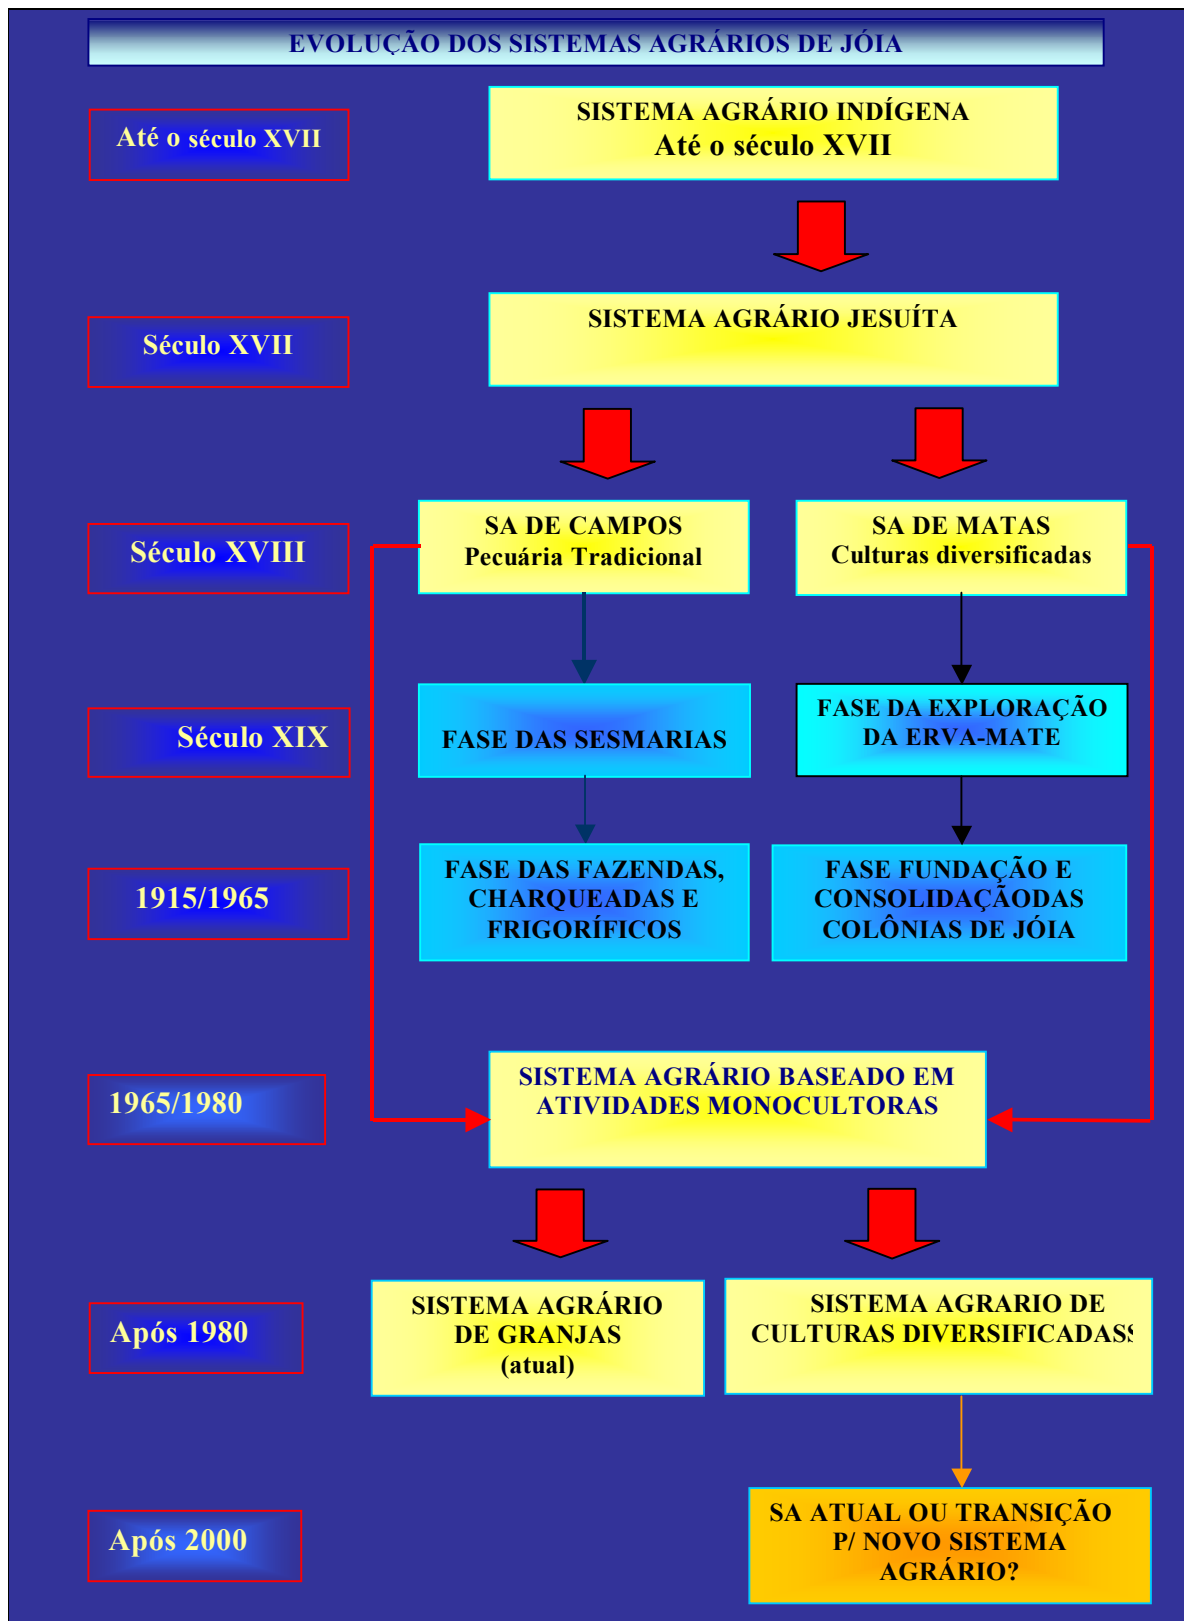 EVOLUÇÃO DOS SISTEMAS AGRÁRIOS DE JÓIA
Até o século XVII
SISTEMA AGRÁRIO INDÍGENA
Até o século XVII
Século XVII
SISTEMA AGRÁRIO JESUÍTA
Século XVIII
SA DE CAMPOS
Pecuária Tradicional
SA DE MATAS
Culturas diversificadas
Século XIX
FASE DAS SESMARIAS
FASE DA EXPLORAÇÃO
DA ERVA-MATE
1915/1965
FASE DAS FAZENDAS,
CHARQUEADAS E
FRIGORÍFICOS
FASE FUNDAÇÃO E
CONSOLIDAÇAODAS
COLÔNIAS DE JÓIA
1965/1980
SISTEMA AGRÁRIO BASEADO EM
ATIVIDADES MONOCULTORAS
Após 1980
SISTEMA AGRÁRIO
DE GRANJAS
(atual)
SISTEMA AGRARIO DE
CULTURAS DIVERSIFICADASS
Após 2000
SA ATUAL OU TRANSIÇÃO
P/ NOVO SISTEMA
AGRÁRIO?